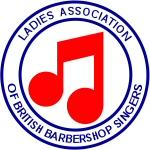 LADIES ASSOCIATION
OF BRITISH BARBERSHOP SINGERS